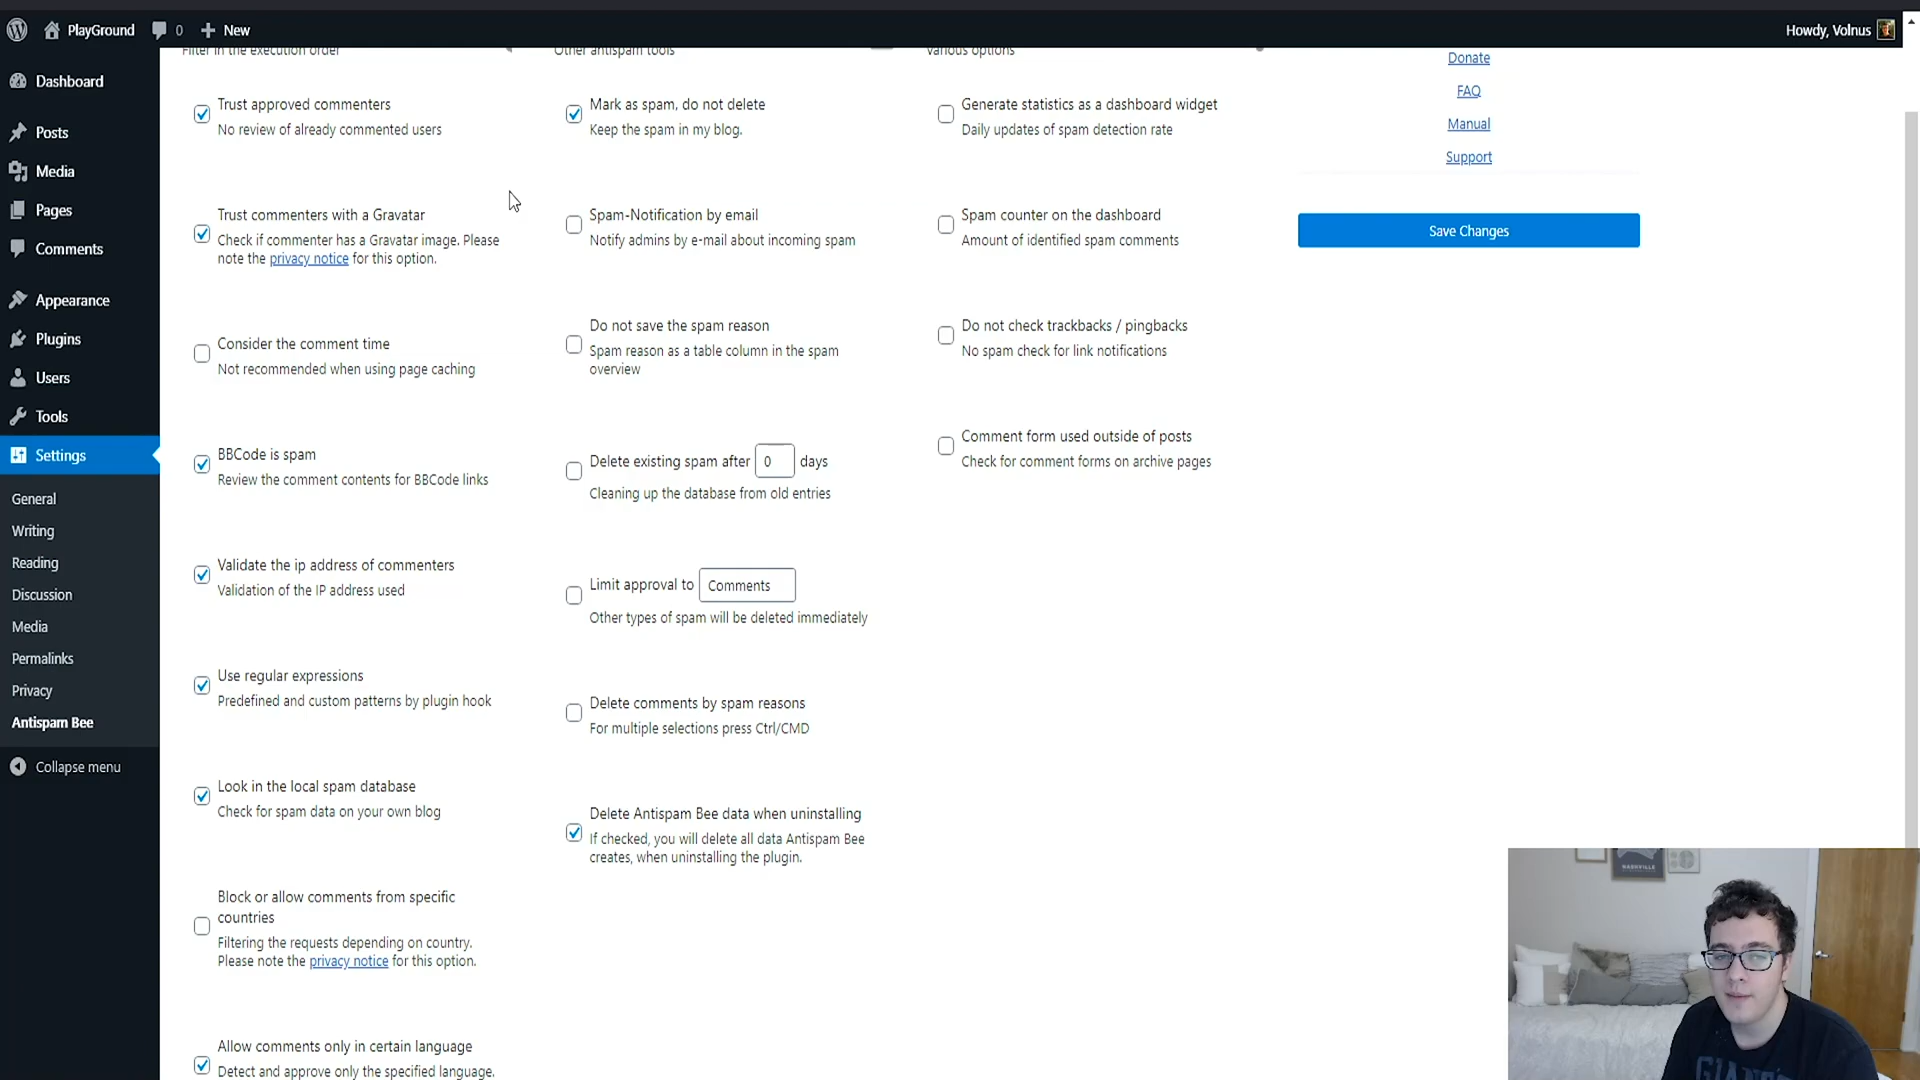 PlayGround
0
New
Howdy, Volnus
Dashboard
Posts
Media
Pages
Comments
Appearance
Plugins
Users
Tools
Settings
General
Writing
Reading
Discussion
Media
Permalinks
Privacy
Antispam Bee
Collapse menu
Filter in the execution order
Trust approved commenters
No review of already commented users
Trust commenters with a Gravatar
Check if commenter has a Gravatar image. Please
note the privacy notice for this option.
Consider the comment time
Not recommended when using page caching
BBCode is spam
Review the comment contents for BBCode links
Validate the ip address of commenters
Validation of the IP address used
Use regular expressions
Predefined and custom patterns by plugin hook
Look in the local spam database
Check for spam data on your own blog
Block or allow comments from specific
countries
Filtering the requests depending on country.
Please note the privacy notice for this option.
Allow comments only in certain language
Detect and approve only the specified language.
Other antispam tools
Mark as spam, do not delete
Keep the spam in my blog.
Spam-Notification by email
Notify admins by e-mail about incoming spam
Do not save the spam reason
Spam reason as a table column in the spam
overview
Delete existing spam after 0 days
Cleaning up the database from old entries
Limit approval to Comments
Other types of spam will be deleted immediately
Delete comments by spam reasons
For multiple selections press Ctrl/CMD
Delete Antispam Bee data when uninstalling
If checked, you will delete all data Antispam Bee
creates, when uninstalling the plugin.
Various options
Generate statistics as a dashboard widget
Daily updates of spam detection rate
Spam counter on the dashboard
Amount of identified spam comments
Do not check trackbacks / pingbacks
No spam check for link notifications
Comment form used outside of posts
Check for comment forms on archive pages
Donate
FAQ
Manual
Support
Save Changes
NASHVILLE